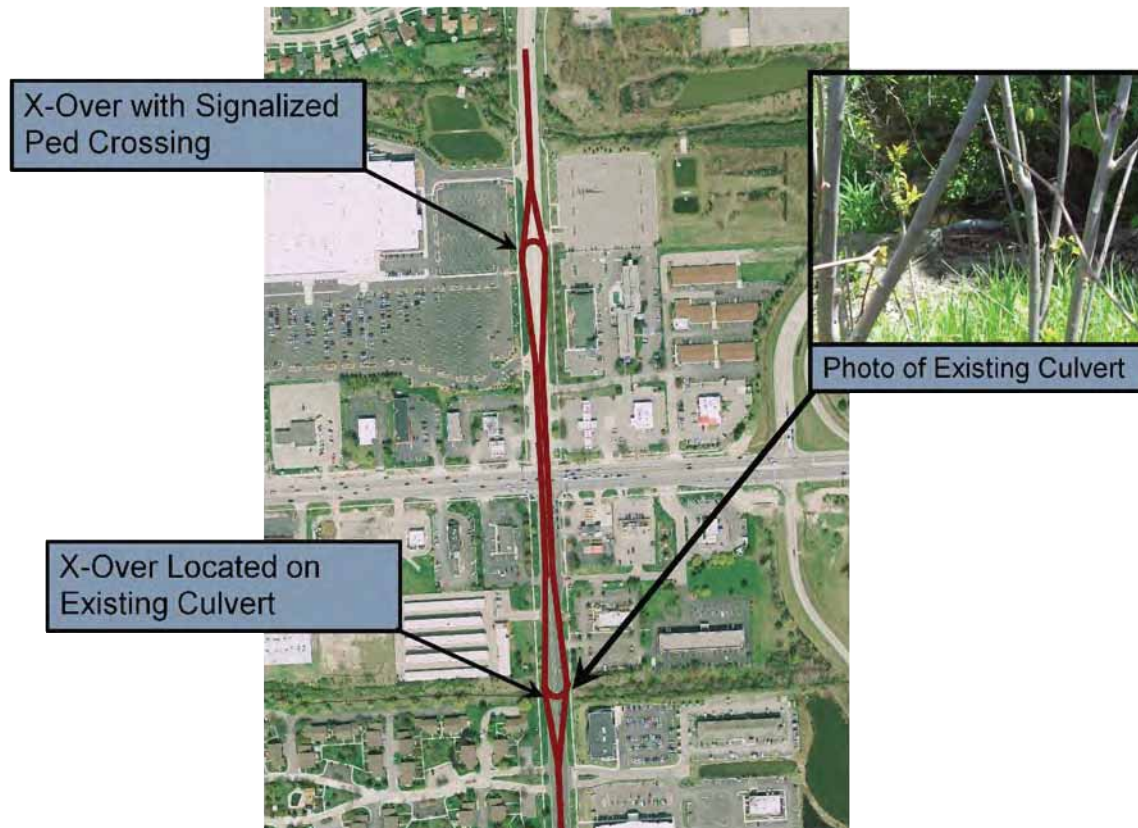 X-Over with Signalized
Ped Crossing
Photo of Existing Culvert
X-Over Located on
Existing Culvert